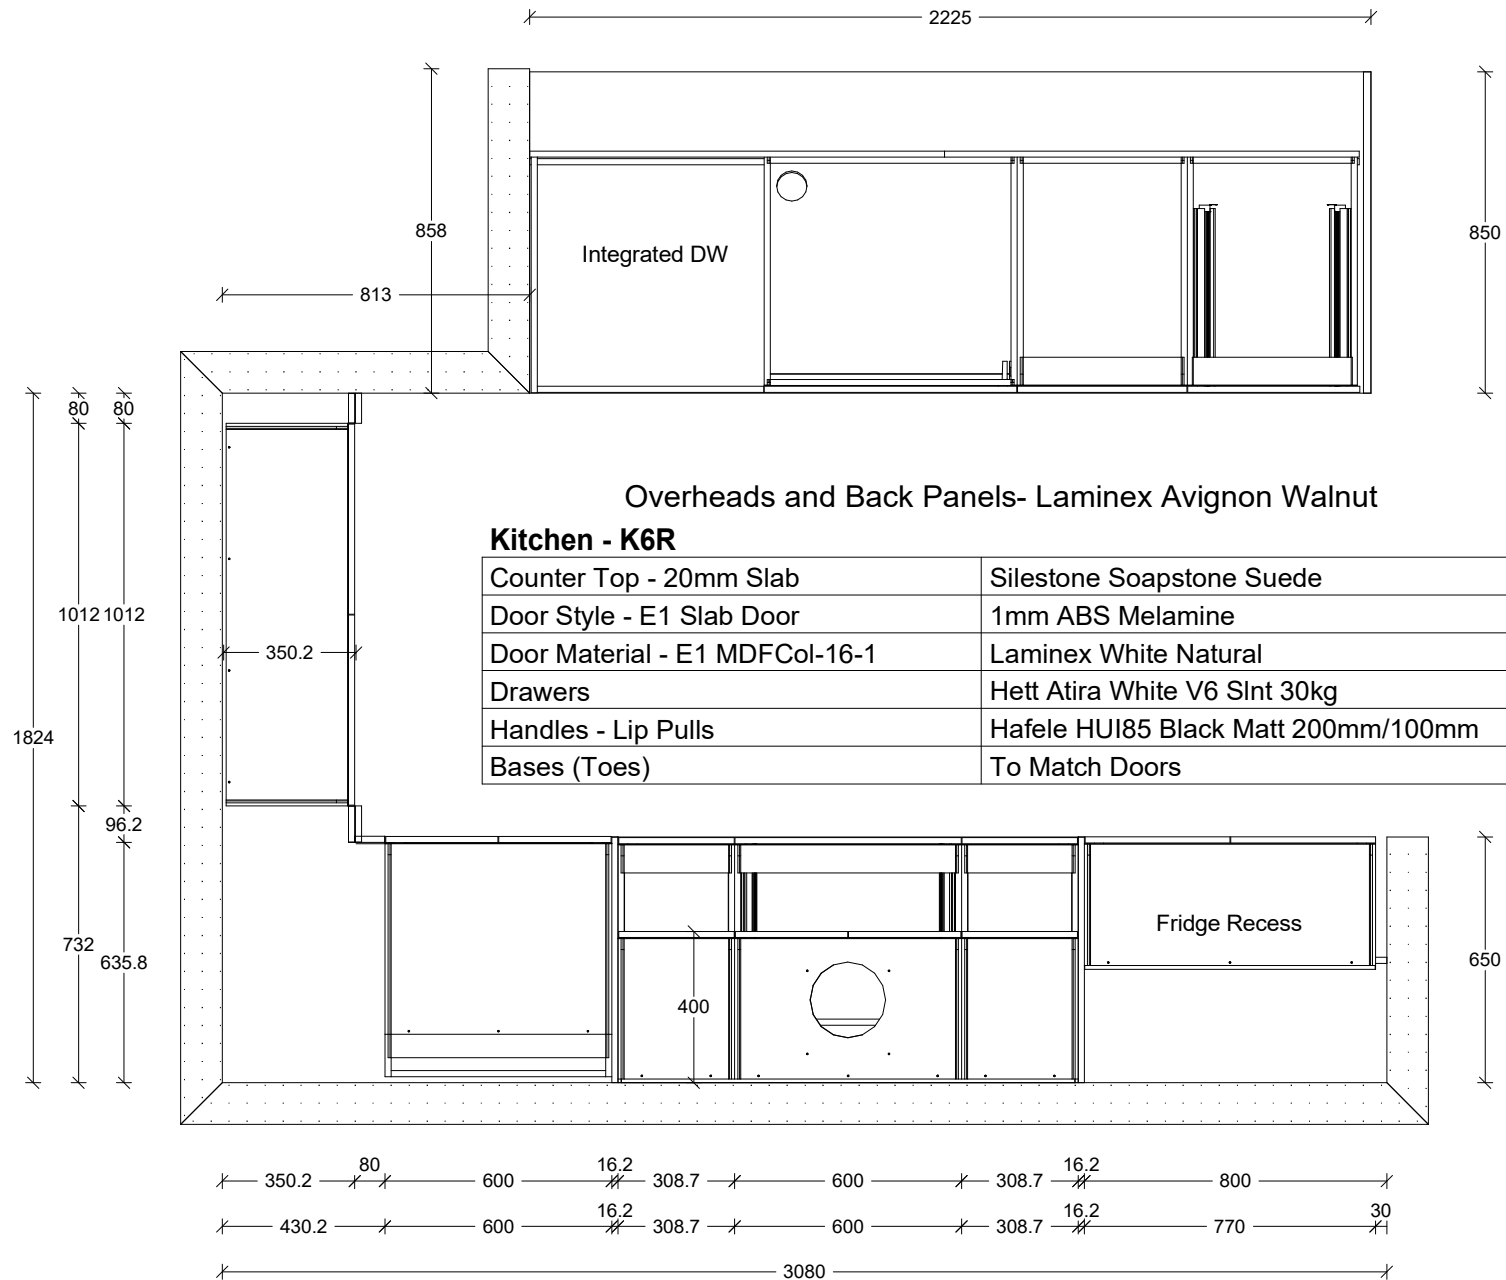 2225
858
850
Integrated DW
813
80 80
Overheads and Back Panels- Laminex Avignon Walnut
Kitchen - K6R
Counter Top - 20mm Slab Silestone Soapstone Suede
Door Style - E1 Slab Door 1mm ABS Melamine
1012 1012
350.2
Door Material - E1 MDFCol-16-1 Laminex White Natural
Drawers Hett Atira White V6 Slnt 30kg
Handles - Lip Pulls Hafele HUI85 Black Matt 200mm/100mm
1824
Bases (Toes) To Match Doors
96.2
732
635.8
Fridge Recess
650
400
350.2 80 600 16.2 308.7 600 308.7 16.2 800
430.2 600 16.2 308.7 600 308.7 16.2 770 30
3080